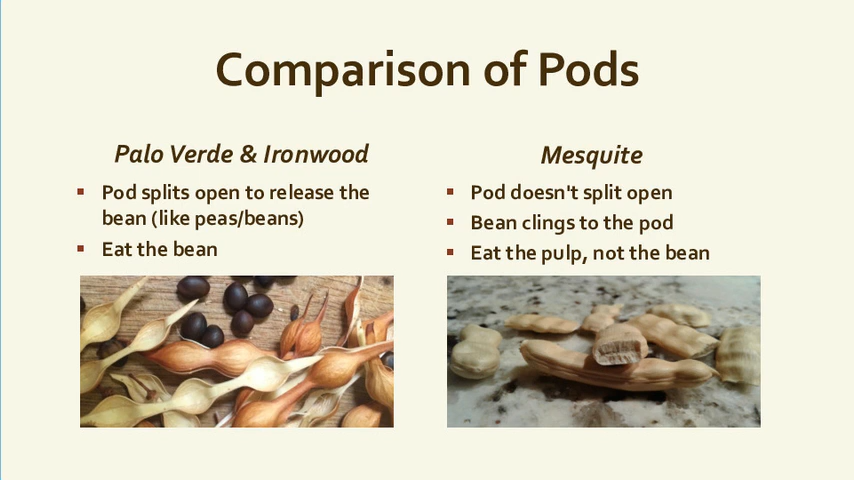 Comparison of Pods
Palo Verde & Ironwood
Pod splits open to release the
bean (like peas/beans)
Eat the bean
Mesquite
Pod doesn't split open
Bean clings to the pod
Eat the pulp, not the bean